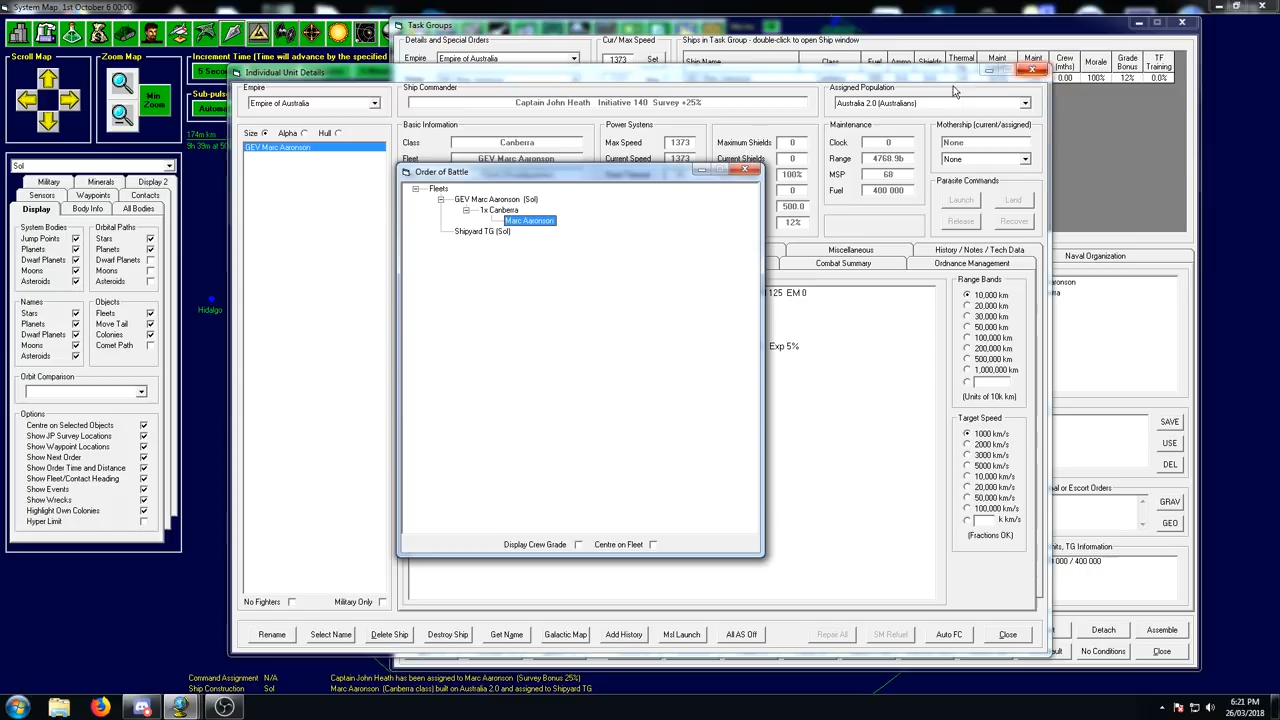 System Map 1st October 6 00:00:00
Task Groups
Details and Special Orders
Cur/ Max Speed
Ships in Task Group - double-click to open Ship window
Empire
Empire of Australia
1373
Set
Crew
(mths)
Morale
Grade
Bonus
TF
Training
Thermal
Maint
Maint
0.00
100%
12%
0.0%
Scroll Map
Zoom Map
Min
Zoom
Increment Time (Time will advance by the specified
Individual Unit Details
Empire
Empire of Australia
Ship Commander
Captain John Heath Initiative 140 Survey +25%
Assigned Population
Australia 2.0 (Australians)
Size
Alpha
Hull
GEV Marc Aaronson
Basic Information
Class
Canberra
Fleet
GEV Marc Aaronson
Power Systems
Max Speed
1373
Current Speed
1373
Maximum Shields
0
Current Shields
0
100%
0
500.0
12%
Maintenance
Clock
0
Range
4768.9b
MSP
68
Fuel
400 000
Mothership (current/assigned)
None
None
Parasite Commands
Launch
Land
Release
Recover
174m km
9h 39m at 50
Sol
Military
Minerals
Display 2
Sensors
Waypoints
Contacts
Display
Body Info
All Bodies
System Bodies
Jump Points
Planets
Dwarf Planets
Moons
Asteroids
Orbital Paths
Stars
Planets
Dwarf Planets
Moons
Asteroids
Names
Stars
Planets
Dwarf Planets
Moons
Asteroids
Objects
Fleets
Move Tail
Colonies
Comet Path
Orbit Comparison
Options
Centre on Selected Objects
Show JP Survey Locations
Show Waypoint Locations
Show Next Order
Show Order Time and Distance
Show Fleet/Contact Heading
Show Events
Show Wrecks
Highlight Own Colonies
Hyper Limit
Hidalgo
Order of Battle
Fleets
GEV Marc Aaronson (Sol)
1x Canberra
Marc Aaronson
Shipyard TG (Sol)
Display Crew Grade
Centre on Fleet
Miscellaneous
History / Notes / Tech Data
Combat Summary
Ordnance Management
125 EM 0
Exp 5%
Range Bands
10,000 km
20,000 km
30,000 km
50,000 km
100,000 km
200,000 km
500,000 km
1,000,000 km
(Units of 10k km)
Target Speed
1000 km/s
2000 km/s
3000 km/s
5000 km/s
10,000 km/s
20,000 km/s
50,000 km/s
100,000 km/s
k km/s
(Fractions OK)
Naval Organization
SAVE
USE
DEL
al or Escort Orders
GRAV
GEO
TG Information
000 / 400 000
Detach
Assemble
No Conditions
Close
No Fighters
Military Only
Rename
Select Name
Delete Ship
Destroy Ship
Get Name
Galactic Map
Add History
Msl Launch
All AS Off
Repair All
SM Refuel
Auto FC
Close
Command Assignment N/A Captain John Heath has been assigned to Marc Aaronson (Survey Bonus 25%)
Ship Construction Sol Marc Aaronson (Canberra class) built on Australia 2.0 and assigned to Shipyard TG
6:21 PM
26/03/2018